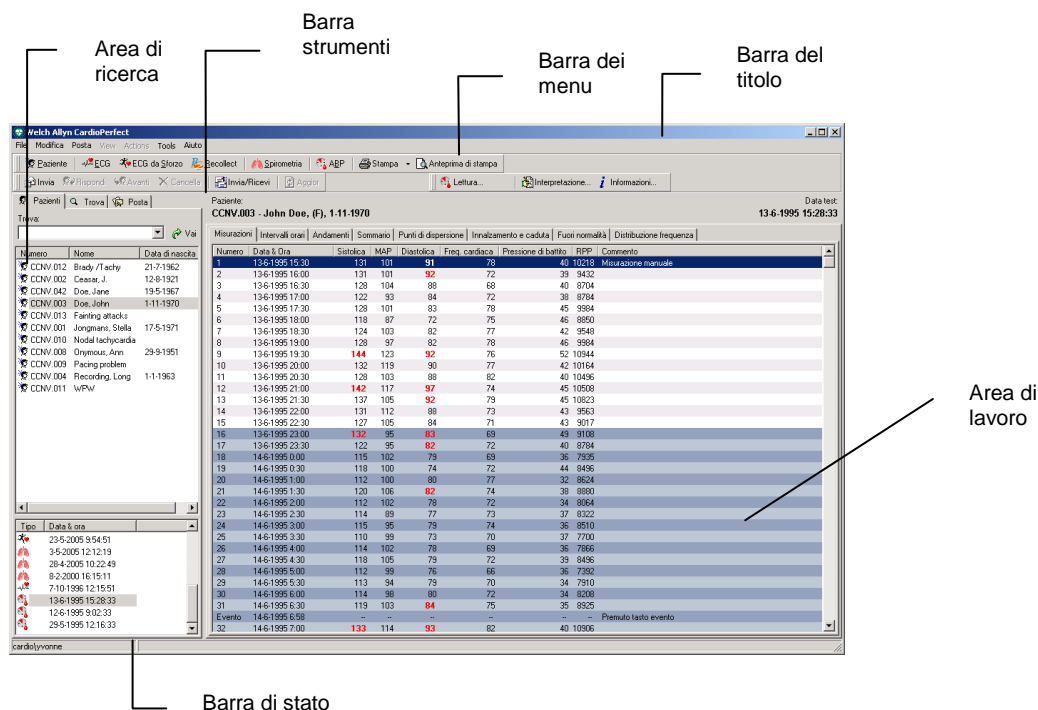 Barra
strumenti
Area di
ricerca
Barra dei
menu
Barra del
titolo
Welch Allyn CardioPerfect
File Modifica Posta View Actions Tools Aiuto
Paziente ECG ECG da Sforzo Recollect Spirometria ABP Stampa Anteprima di stampa
Invia Rispondi Avanti Cancella Invia/Ricevi Aggior Lettura... Interpretazione... Informazioni...
Pazienti Trova Posta
Trova:
Vai
Numero Nome Data di nascita
CCNV.012 Brady /Tachy 21-7-1962
CCNV.002 Ceasar, J. 12-8-1921
CCNV.042 Doe, Jane 19-5-1967
CCNV.003 Doe, John 1-11-1970
CCNV.013 Fainting attacks
CCNV.001 Jongmans, Stella 17-5-1971
CCNV.010 Nodal tachycardia
CCNV.008 Onymous, Ann 29-9-1951
CCNV.009 Pacing problem
CCNV.004 Recording, Long 1-1-1963
CCNV.011 WPW
Tipo Data & ora
23-5-2005 9:54:51
3-5-2005 12:12:19
28-4-2005 10:22:49
8-2-2000 16:15:11
7-10-1996 12:15:51
13-6-1995 15:28:33
12-6-1995 9:02:33
29-5-1995 12:16:33
Paziente: Data test:
CCNV.003 - John Doe, (F), 1-11-1970 13-6-1995 15:28:33
Misurazioni Intervalli orari Andamenti Sommario Punti di dispersione Innalzamento e caduta Fuori normalità Distribuzione frequenza
Numero Data & Ora Sistolica MAP Diastolica Freq. cardiaca Pressione di battito RPP Commento
1 13-6-1995 15:30 131 101 91 78 40 10218 Misurazione manuale
2 13-6-1995 16:00 131 101 92 72 39 9432
3 13-6-1995 16:30 128 104 88 68 40 8704
4 13-6-1995 17:00 122 93 84 72 38 8784
5 13-6-1995 17:30 128 101 83 78 45 9984
6 13-6-1995 18:00 118 87 72 75 46 8850
7 13-6-1995 18:30 124 103 82 77 42 9548
8 13-6-1995 19:00 128 97 82 78 46 9984
9 13-6-1995 19:30 144 123 92 76 52 10944
10 13-6-1995 20:00 132 119 90 77 42 10164
11 13-6-1995 20:30 128 103 88 82 40 10496
12 13-6-1995 21:00 142 117 97 74 45 10508
13 13-6-1995 21:30 137 105 92 79 45 10823
14 13-6-1995 22:00 131 112 88 73 43 9563
15 13-6-1995 22:30 127 105 84 71 43 9017
16 13-6-1995 23:00 132 95 83 69 49 9108
17 13-6-1995 23:30 122 95 82 72 40 8784
18 14-6-1995 0:00 115 102 79 69 36 7935
19 14-6-1995 0:30 118 100 74 72 44 8496
20 14-6-1995 1:00 112 100 80 77 32 8624
21 14-6-1995 1:30 120 106 82 74 38 8880
22 14-6-1995 2:00 112 102 78 72 34 8064
23 14-6-1995 2:30 114 89 77 73 37 8322
24 14-6-1995 3:00 115 95 79 74 36 8510
25 14-6-1995 3:30 110 99 73 70 37 7700
26 14-6-1995 4:00 114 102 78 69 36 7866
27 14-6-1995 4:30 118 105 79 72 39 8496
28 14-6-1995 5:00 112 99 76 66 36 7392
29 14-6-1995 5:30 113 94 79 70 34 7910
30 14-6-1995 6:00 114 98 80 72 34 8208
31 14-6-1995 6:30 119 103 84 75 35 8925
Evento 14-6-1995 6:58 -- -- -- -- -- -- Premuto tasto evento
32 14-6-1995 7:00 133 114 93 82 40 10906
cardio\yvonne
Area di
lavoro
Barra di stato